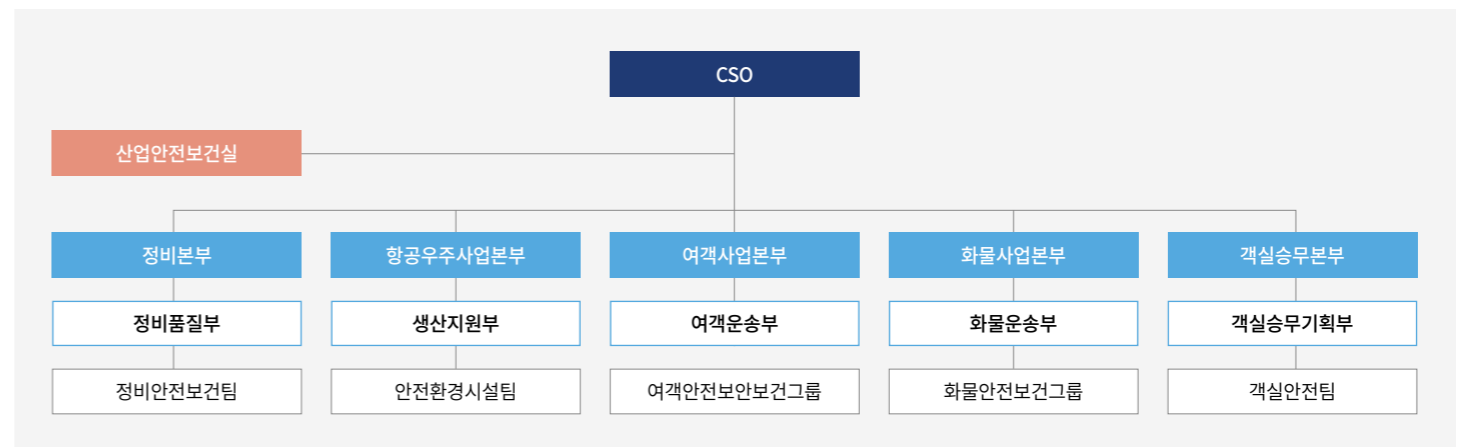 CSO
산업안전보건실
정비본부
항공우주사업본부
여객사업본부
화물사업본부
객실승무본부
정비품질부
생산지원부
여객운송부
화물운송부
객실승무기획부
정비안전보건팀
안전환경시설팀
여객안전보안보건그룹
화물안전보건그룹
객실안전팀